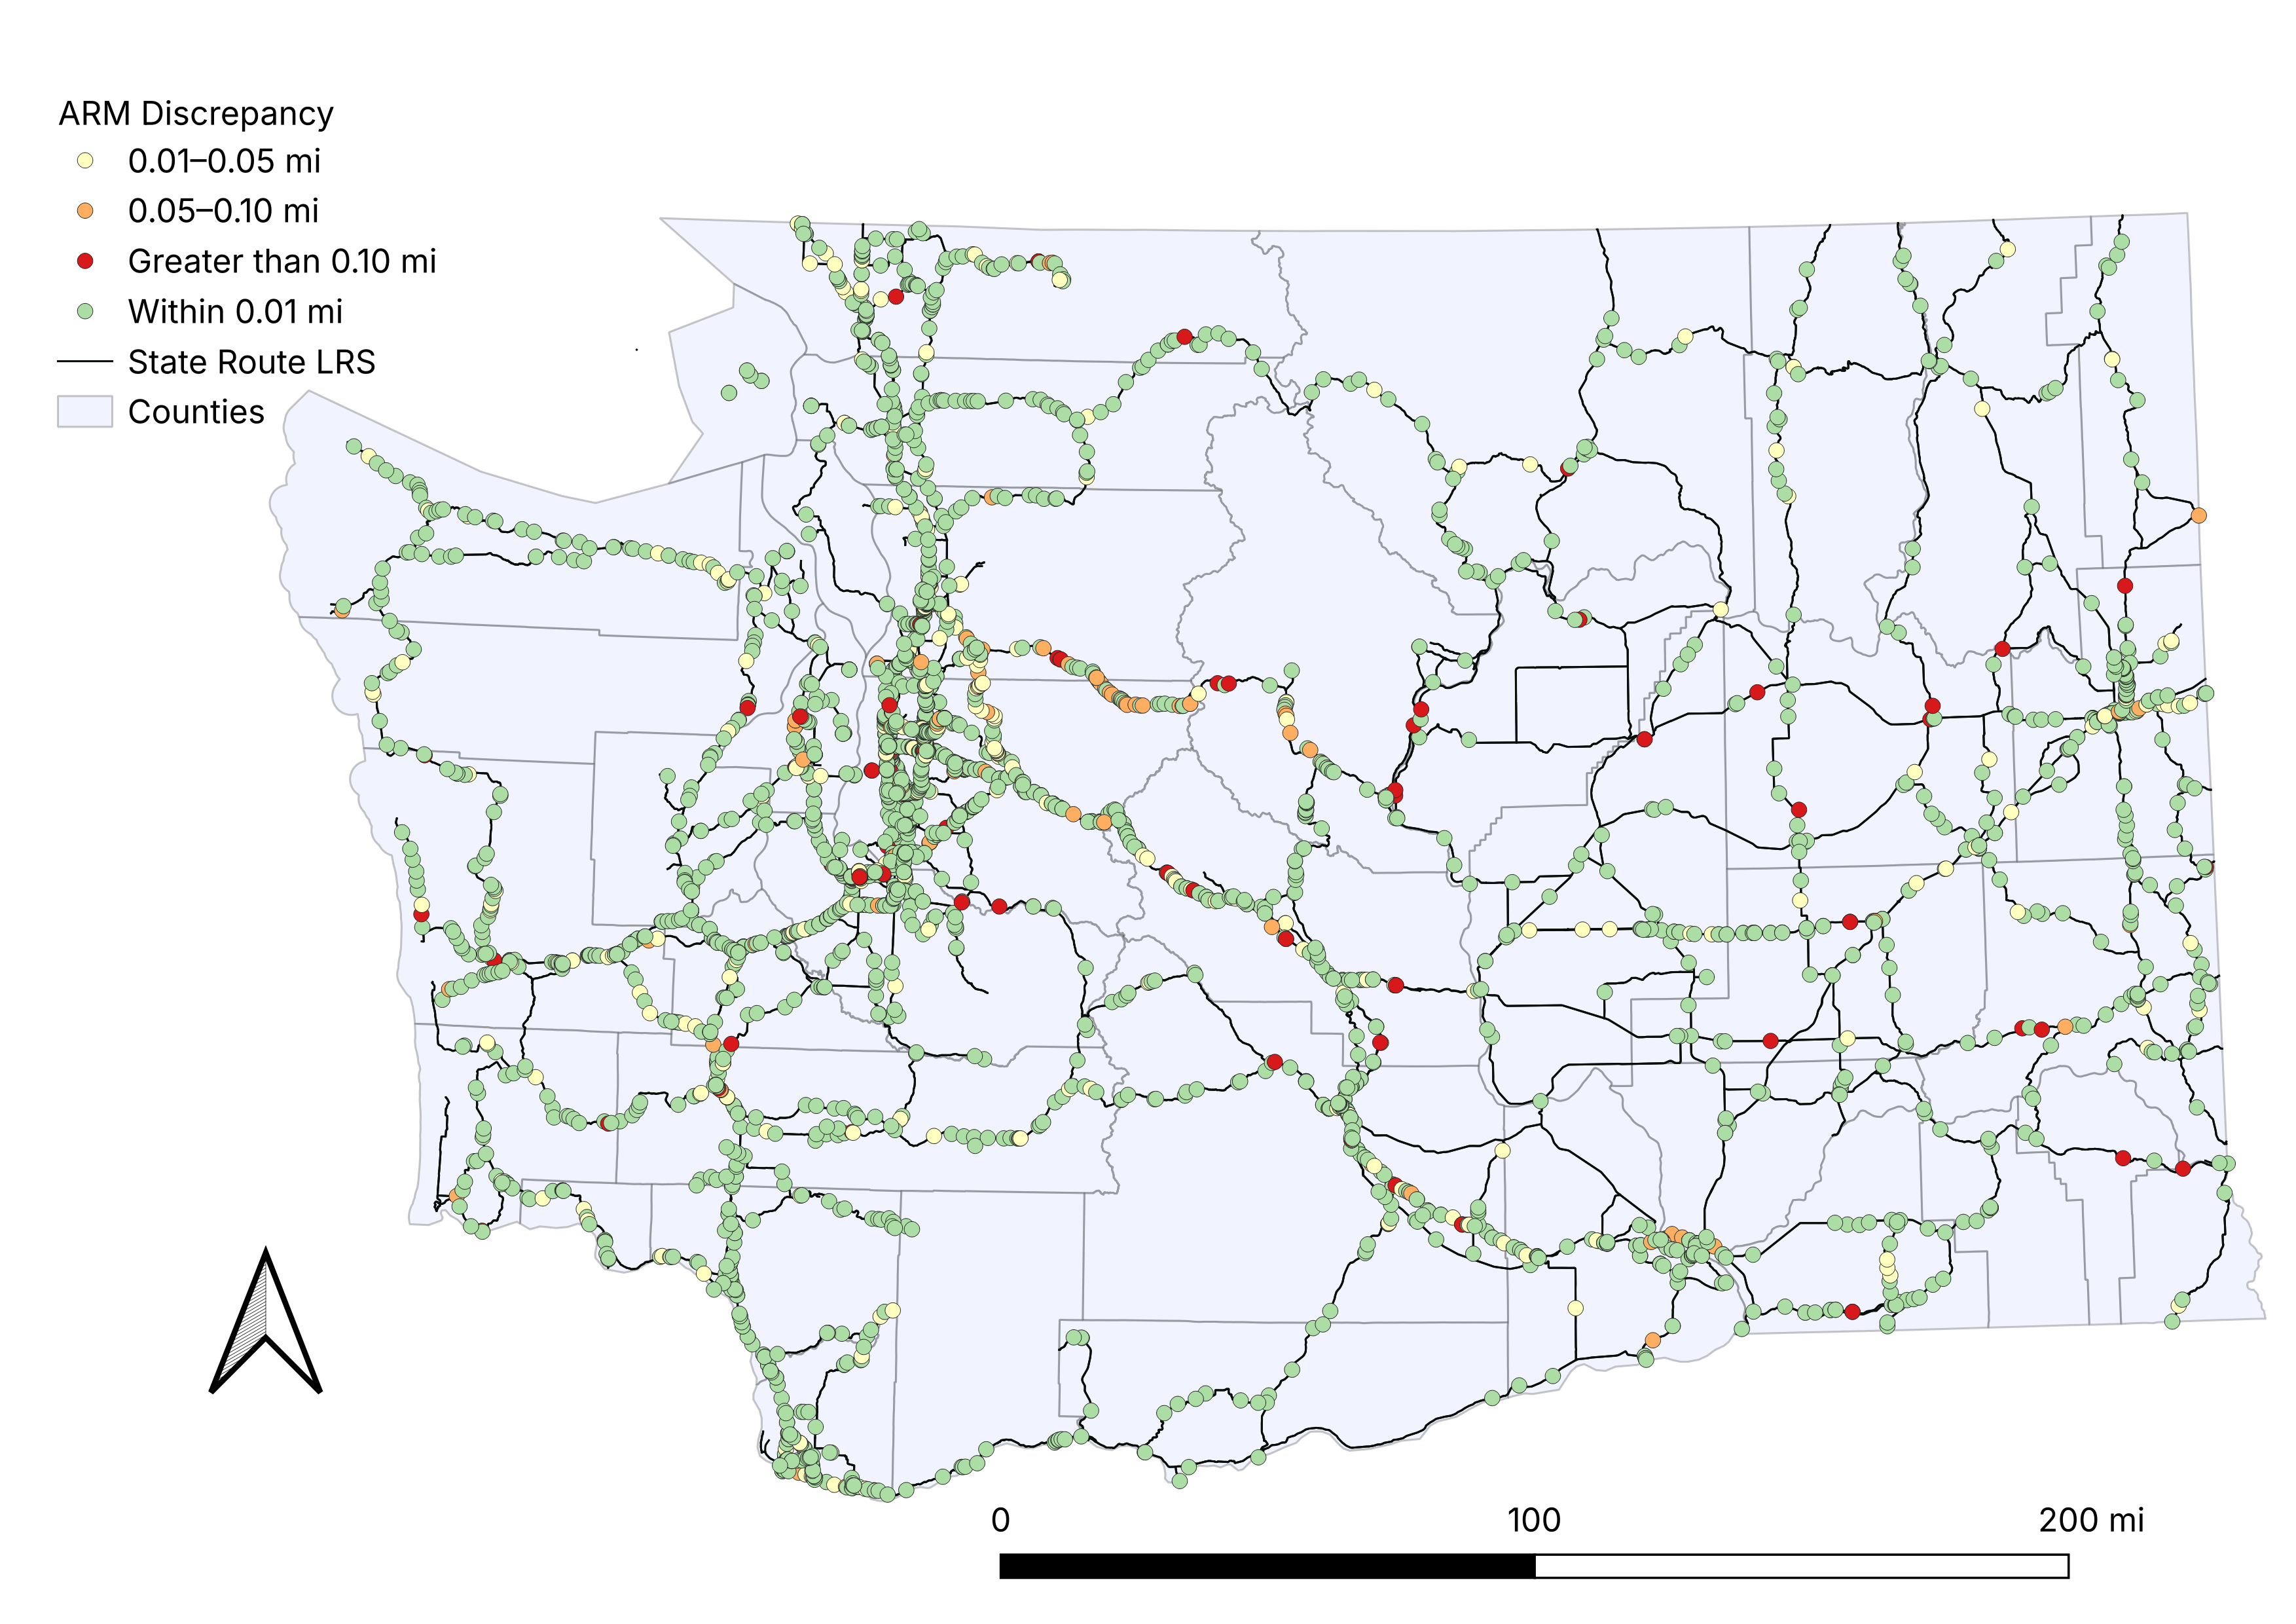 ARM Discrepancy
0.01–0.05 mi
0.05–0.10 mi
Greater than 0.10 mi
Within 0.01 mi
State Route LRS
Counties
0 100 200 mi